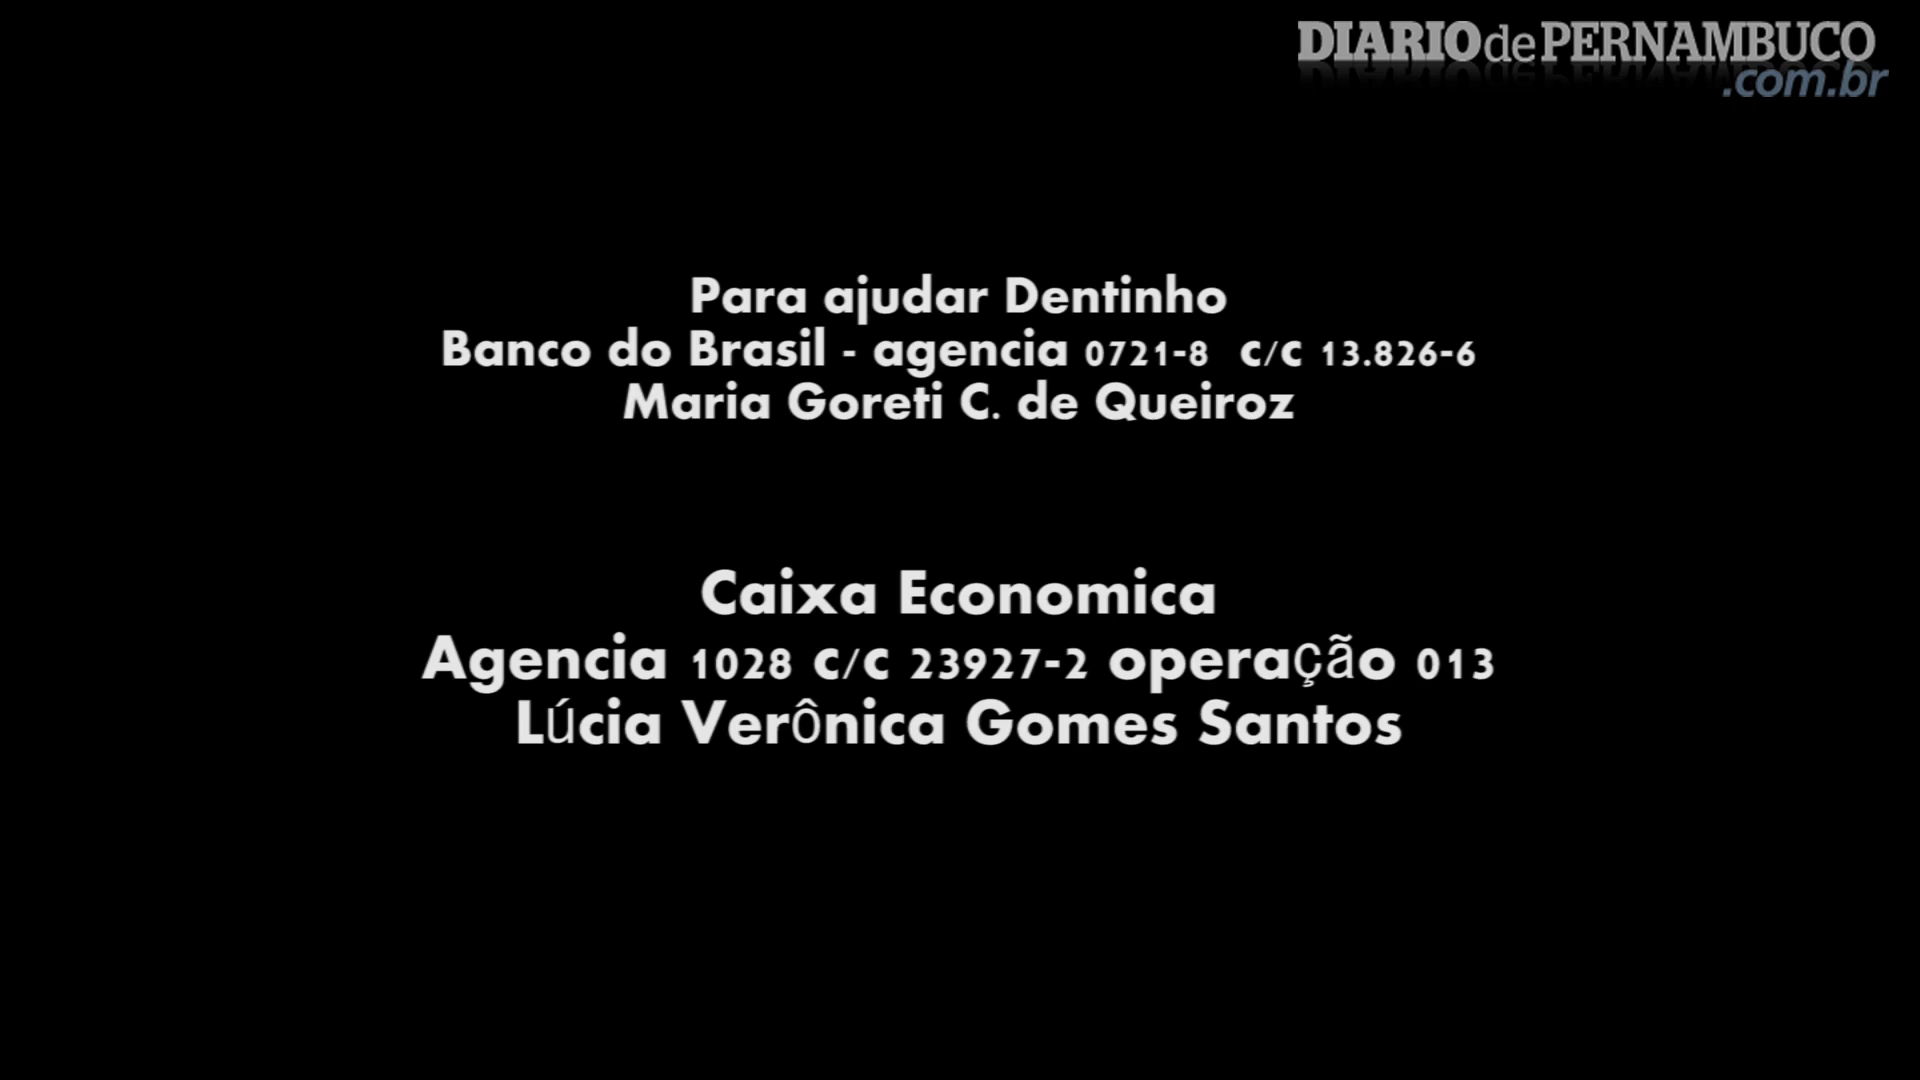 DIARIOdePERNAMBUCO
.com.br
Para ajudar Dentinho
Banco do Brasil - agencia 0721-8  c/c 13.826-6
Maria Goreti C. de Queiroz
Caixa Economica
Agencia 1028 c/c 23927-2 operação 013
Lúcia Verônica Gomes Santos